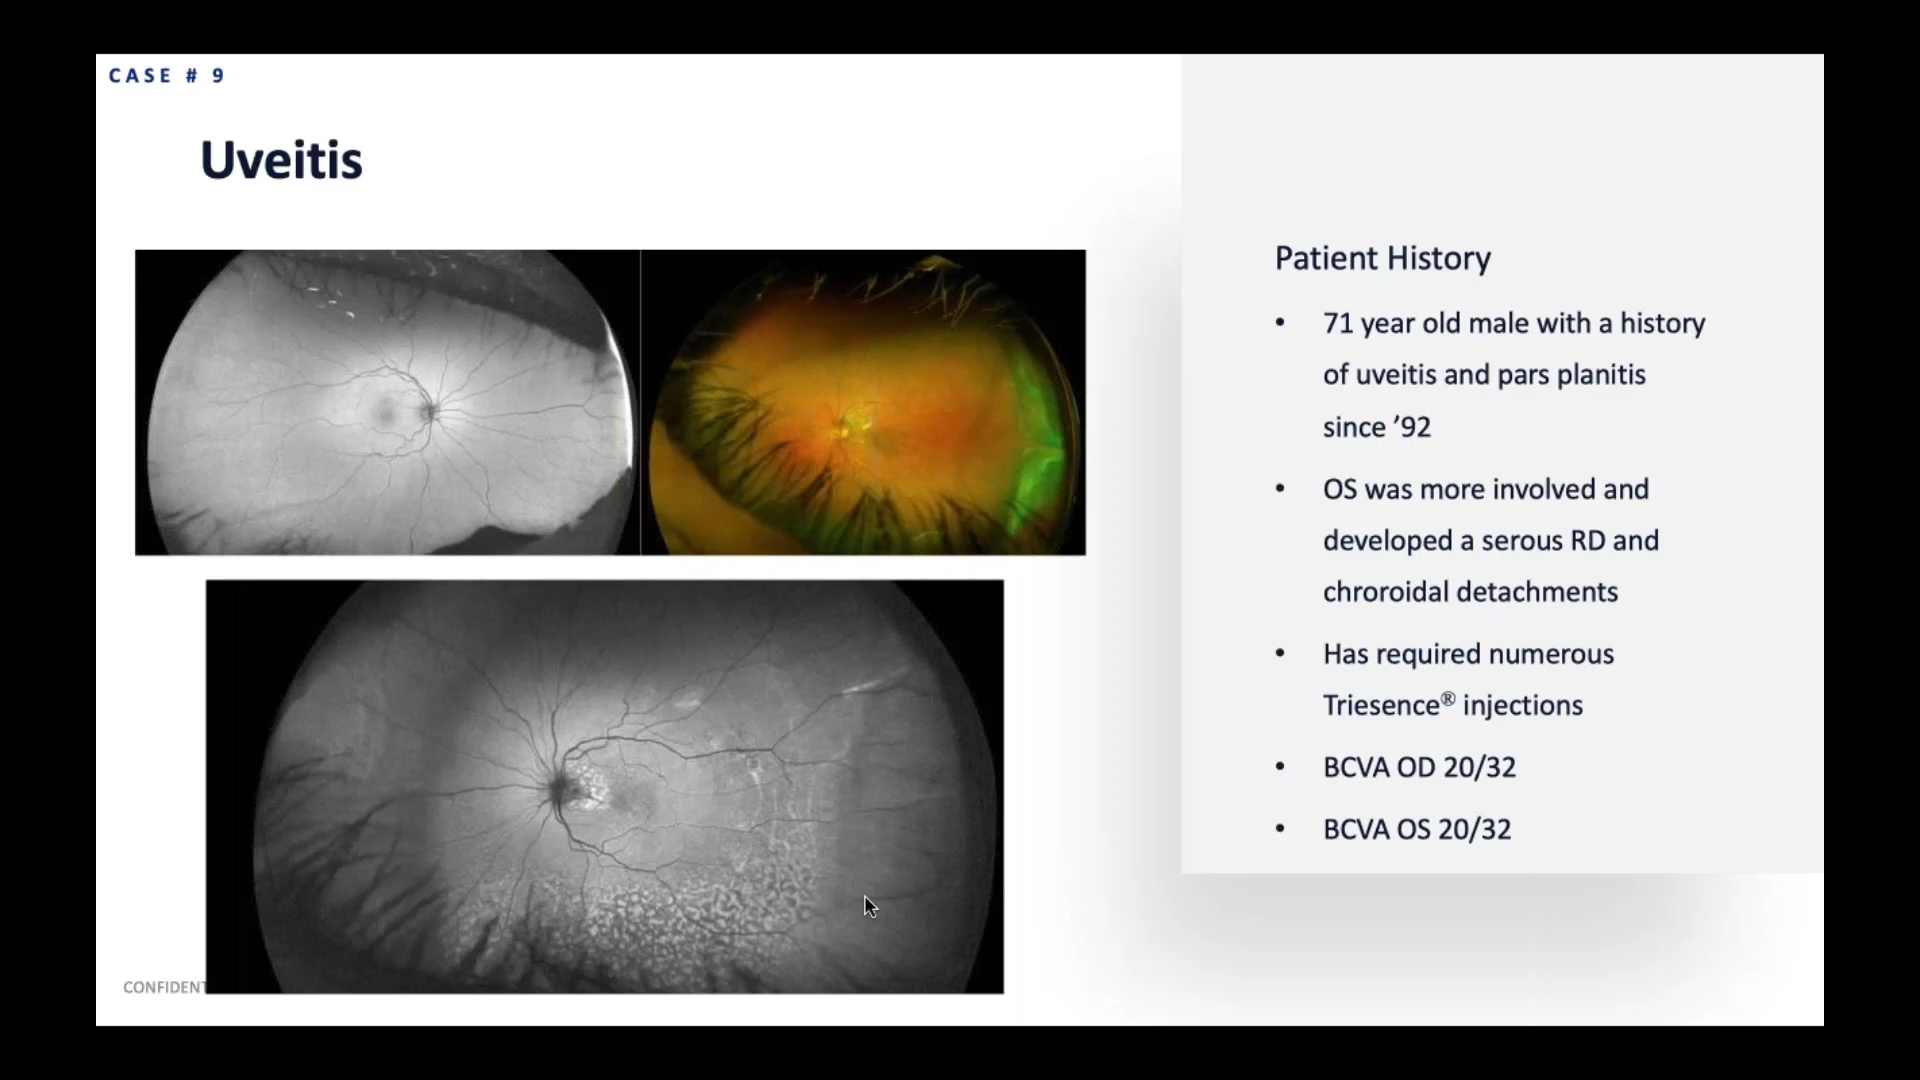 CASE # 9
Uveitis
Patient History
• 71 year old male with a history
of uveitis and pars planitis
since ’92
• OS was more involved and
developed a serous RD and
chroroidal detachments
• Has required numerous
Triesence® injections
• BCVA OD 20/32
• BCVA OS 20/32
CONFIDENT